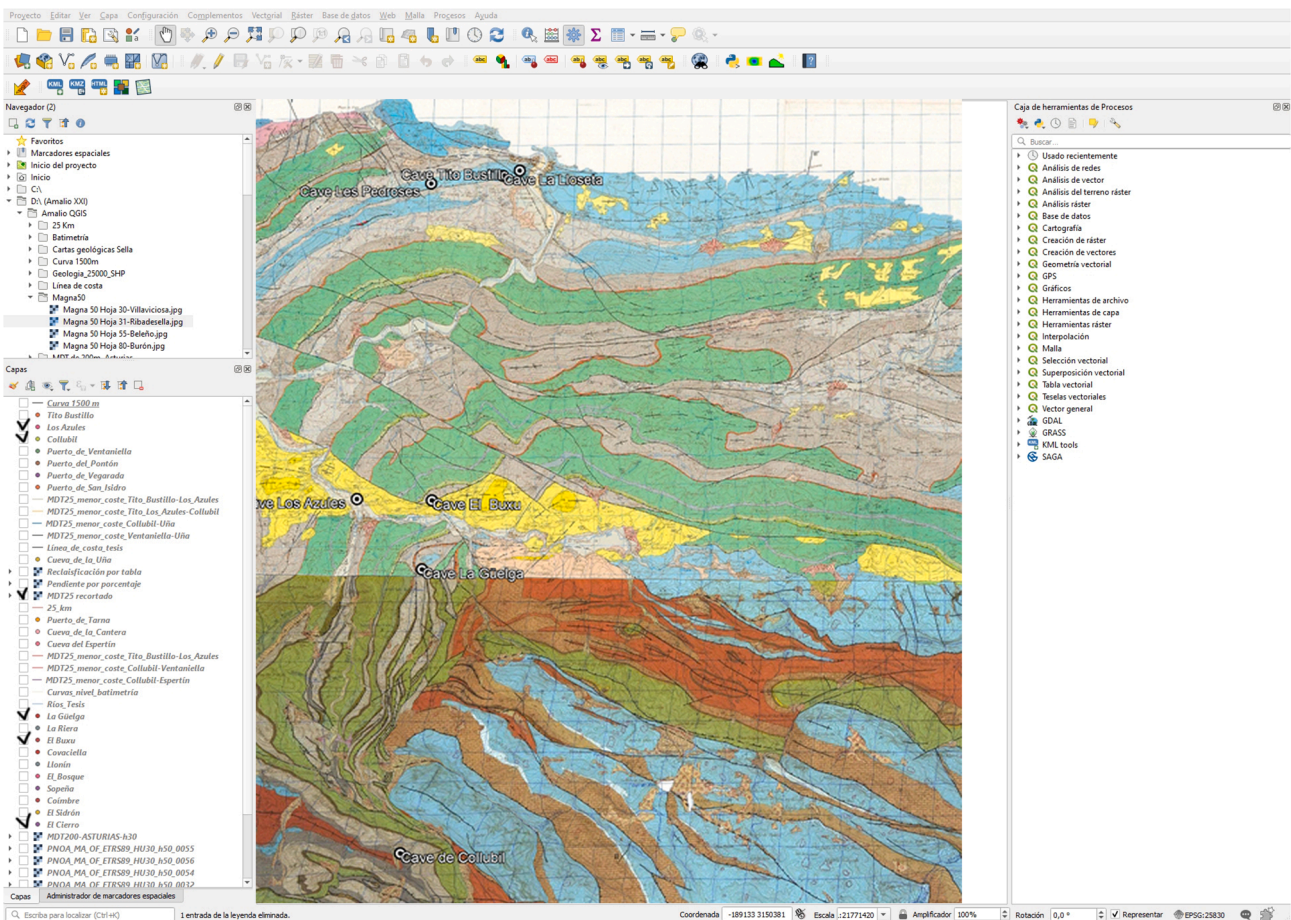 Proyecto Editar Ver Capa Configuración Complementos Vectorial Ráster Base de datos Web Malla Procesos Ayuda
KML KMZ HTML
Navegador (2)
Favoritos
Marcadores espaciales
Inicio del proyecto
Inicio
C:\
D:\ (Amalio XXI)
Amalio QGIS
25 Km
Batimetría
Cartas geológicas Sella
Curva 1500m
Geologia_25000_SHP
Línea de costa
Magna50
Magna 50 Hoja 30-Villaviciosa.jpg
Magna 50 Hoja 31-Ribadesella.jpg
Magna 50 Hoja 55-Beleño.jpg
Magna 50 Hoja 80-Burón.jpg
MDT de 200m_Asturias
Capas
Curva 1500 m
Tito Bustillo
Los Azules
Collubil
Puerto_de_Ventaniella
Puerto_del_Pontón
Puerto_de_Vegarada
Puerto_de_San_Isidro
MDT25_menor_coste_Tito_Bustillo-Los_Azules
MDT25_menor_coste_Tito_Los_Azules-Collubil
MDT25_menor_coste_Collubil-Uña
MDT25_menor_coste_Ventaniella-Uña
Línea_de_costa_tesis
Cueva_de_la_Uña
Reclaisficación por tabla
Pendiente por porcentaje
MDT25 recortado
25_km
Puerto_de_Tarna
Cueva_de_la_Cantera
Cueva del Espertín
MDT25_menor_coste_Tito_Bustillo-Los_Azules
MDT25_menor_coste_Collubil-Ventaniella
MDT25_menor_coste_Collubil-Espertín
Curvas_nivel_batimetría
Ríos_Tesis
La Güelga
La Riera
El Buxu
Covaciella
Llonín
El_Bosque
Sopeña
Coímbre
El Sidrón
El Cierro
MDT200-ASTURIAS-h30
PNOA_MA_OF_ETRS89_HU30_h50_0055
PNOA_MA_OF_ETRS89_HU30_h50_0056
PNOA_MA_OF_ETRS89_HU30_h50_0054
PNOA_MA_OF_ETRS89_HU30_h50_0032
Capas Administrador de marcadores espaciales
Cave Tito Bustillo
Cave La Lloseta
Cave Les Pedroses
ve Los Azules
Cave El Buxu
Cave La Güelga
Cave de Collubil
Caja de herramientas de Procesos
Buscar...
Usado recientemente
Análisis de redes
Análisis de vector
Análisis del terreno ráster
Análisis ráster
Base de datos
Cartografía
Creación de ráster
Creación de vectores
Geometría vectorial
GPS
Gráficos
Herramientas de archivo
Herramientas de capa
Herramientas ráster
Interpolación
Malla
Selección vectorial
Superposición vectorial
Tabla vectorial
Teselas vectoriales
Vector general
GDAL
GRASS
KML tools
SAGA
Escriba para localizar (Ctrl+K) 1 entrada de la leyenda eliminada. Coordenada -189133 3150381 Escala .:21771420 Amplificador 100% Rotación 0,0 ° Representar EPSG:25830